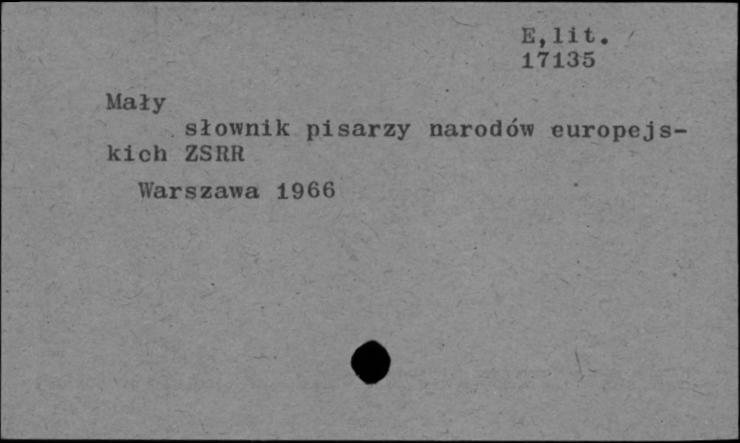 E,lit.
17135
Mały
słownik pisarzy narodów europejs-
kich ZSRR
Warszawa 1966